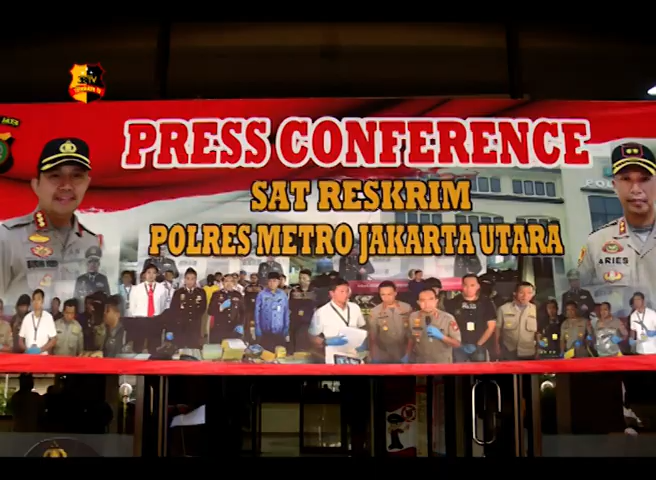 PRESS CONFERENCE
SAT RESKRIM
POLRES METRO JAKARTA UTARA
ARIES